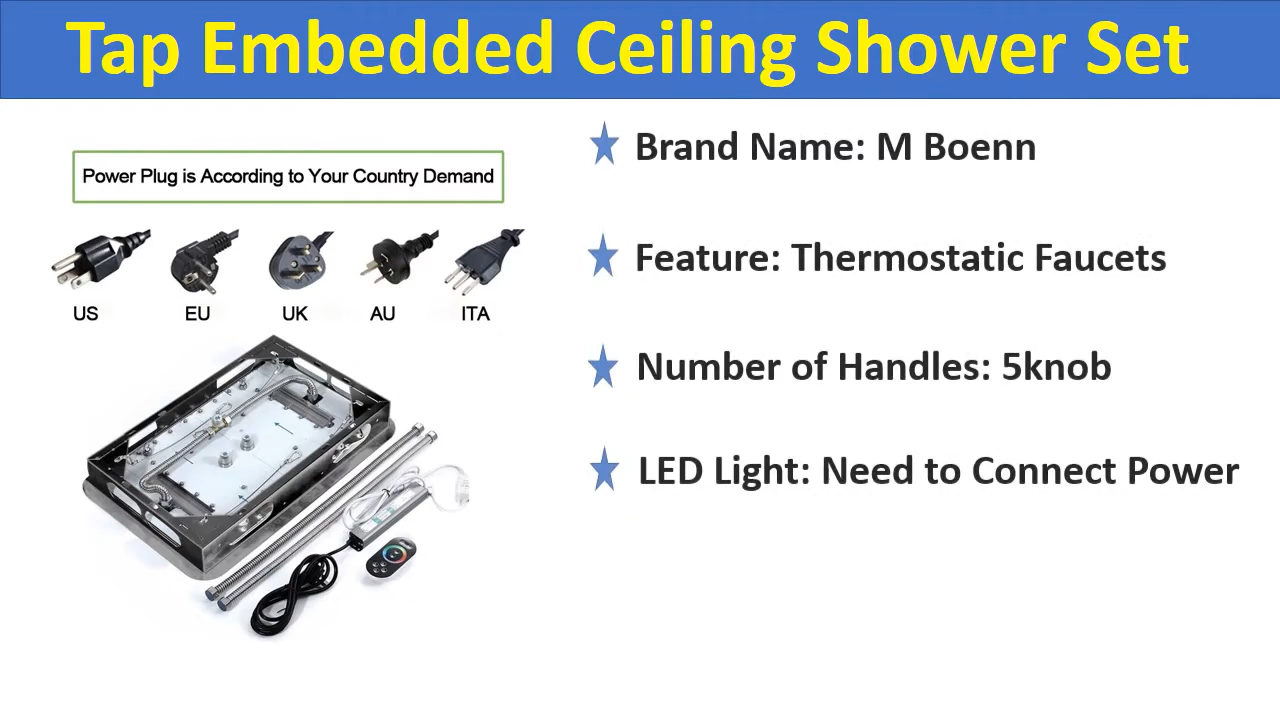 Tap Embedded Ceiling Shower Set
Power Plug is According to Your Country Demand
US EU UK AU ITA
Brand Name: M Boenn
Feature: Thermostatic Faucets
Number of Handles: 5knob
LED Light: Need to Connect Power